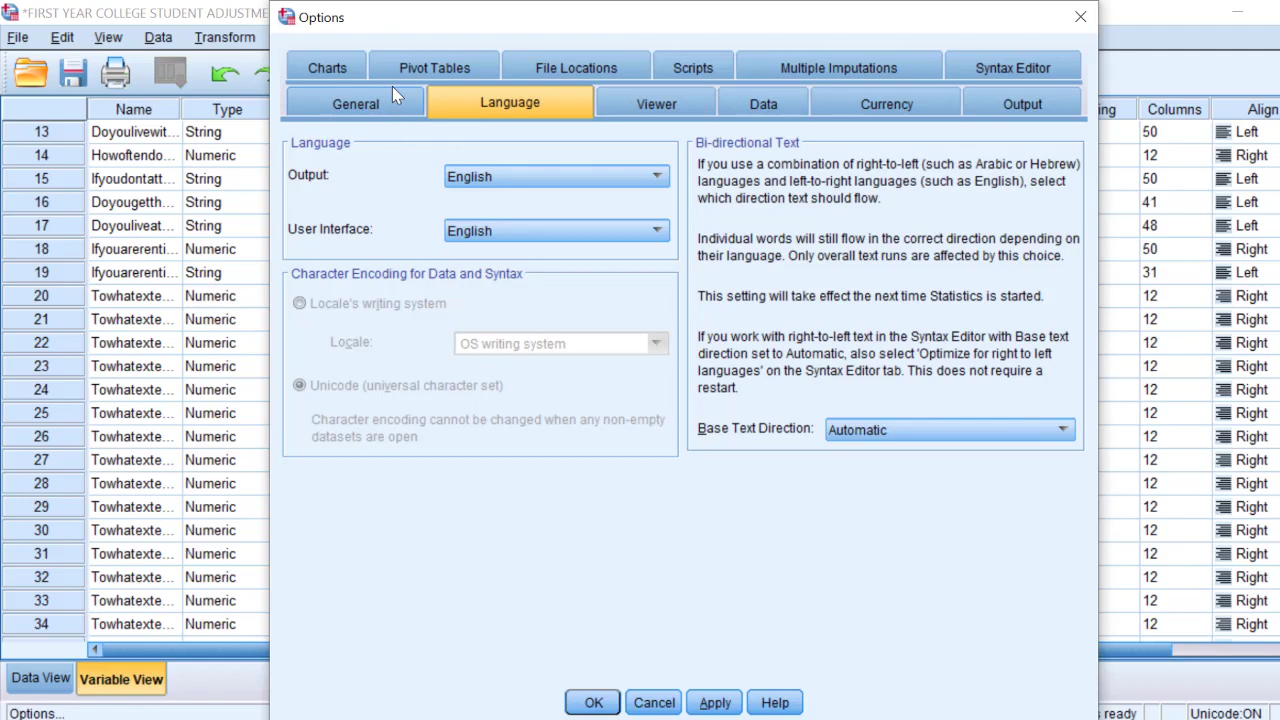 *FIRST YEAR COLLEGE STUDENT ADJUSTME
Options
File Edit View Data Transform
Charts Pivot Tables File Locations Scripts Multiple Imputations Syntax Editor
General Language Viewer Data Currency Output
Name Type
Columns Align
13 Doyoulivewit... String 50 Left
14 Howoftendo... Numeric 12 Right
15 Ifyoudontatt... String 50 Left
16 Doyougetth... String 41 Left
17 Doyouliveat... String 48 Left
18 Ifyouarenti... Numeric 50 Right
19 Ifyouarenti... String 31 Left
20 Towhatexte... Numeric 12 Right
21 Towhatexte... Numeric 12 Right
22 Towhatexte... Numeric 12 Right
23 Towhatexte... Numeric 12 Right
24 Towhatexte... Numeric 12 Right
25 Towhatexte... Numeric 12 Right
26 Towhatexte... Numeric 12 Right
27 Towhatexte... Numeric 12 Right
28 Towhatexte... Numeric 12 Right
29 Towhatexte... Numeric 12 Right
30 Towhatexte... Numeric 12 Right
31 Towhatexte... Numeric 12 Right
32 Towhatexte... Numeric 12 Right
33 Towhatexte... Numeric 12 Right
34 Towhatexte... Numeric 12 Right
Language
Output: English
User Interface: English
Character Encoding for Data and Syntax
Locale's writing system
Locale: OS writing system
Unicode (universal character set)
Character encoding cannot be changed when any non-empty
datasets are open
Bi-directional Text
If you use a combination of right-to-left (such as Arabic or Hebrew)
languages and left-to-right languages (such as English), select
which direction text should flow.
Individual words will still flow in the correct direction depending on
their language. Only overall text runs are affected by this choice.
This setting will take effect the next time Statistics is started.
If you work with right-to-left text in the Syntax Editor with Base text
direction set to Automatic, also select 'Optimize for right to left
languages' on the Syntax Editor tab. This does not require a
restart.
Base Text Direction: Automatic
Data View Variable View
OK Cancel Apply Help
Options... ready Unicode:ON